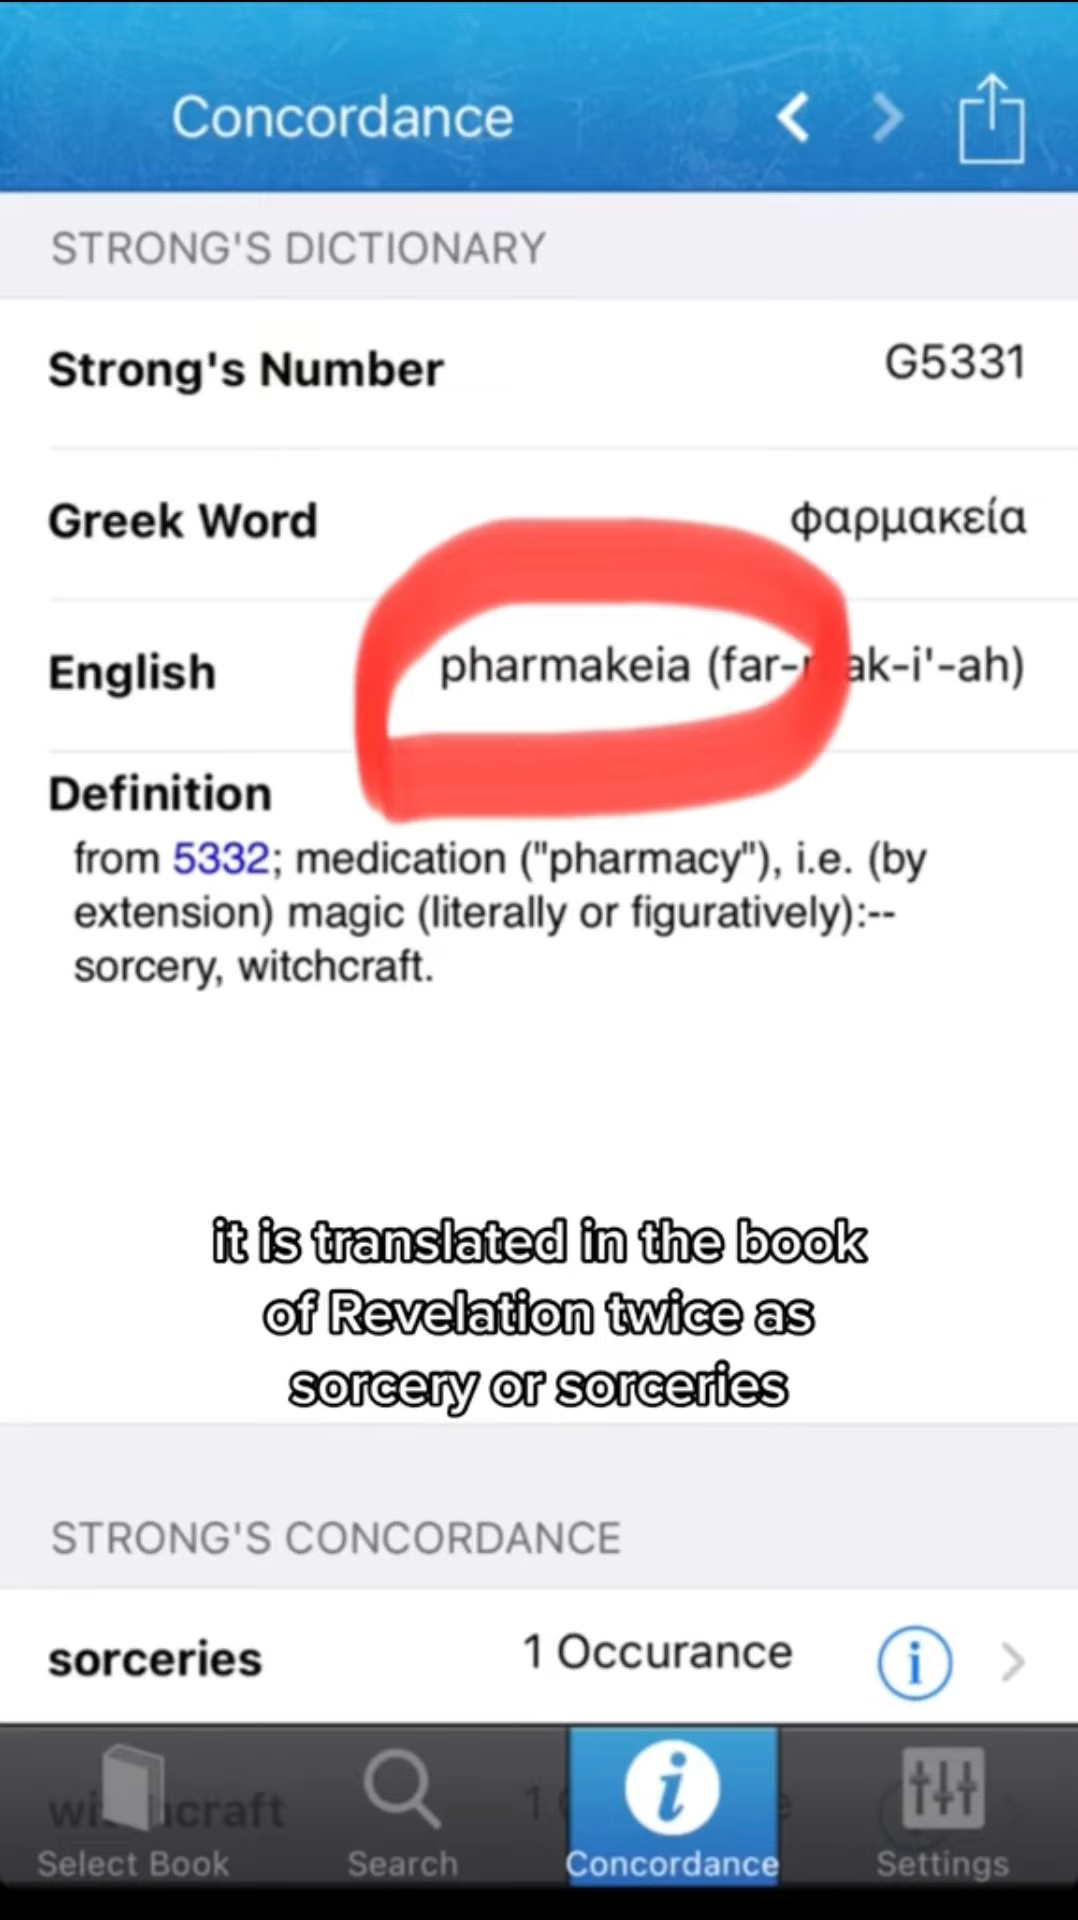 Concordance
STRONG'S DICTIONARY
Strong's Number G5331
Greek Word φαρμακεία
English pharmakeia (far- ak-i'-ah)
Definition
from 5332; medication ("pharmacy"), i.e. (by
extension) magic (literally or figuratively):--
sorcery, witchcraft.
it is translated in the book
of Revelation twice as
sorcery or sorceries
STRONG'S CONCORDANCE
sorceries 1 Occurance
Select Book Search Concordance Settings